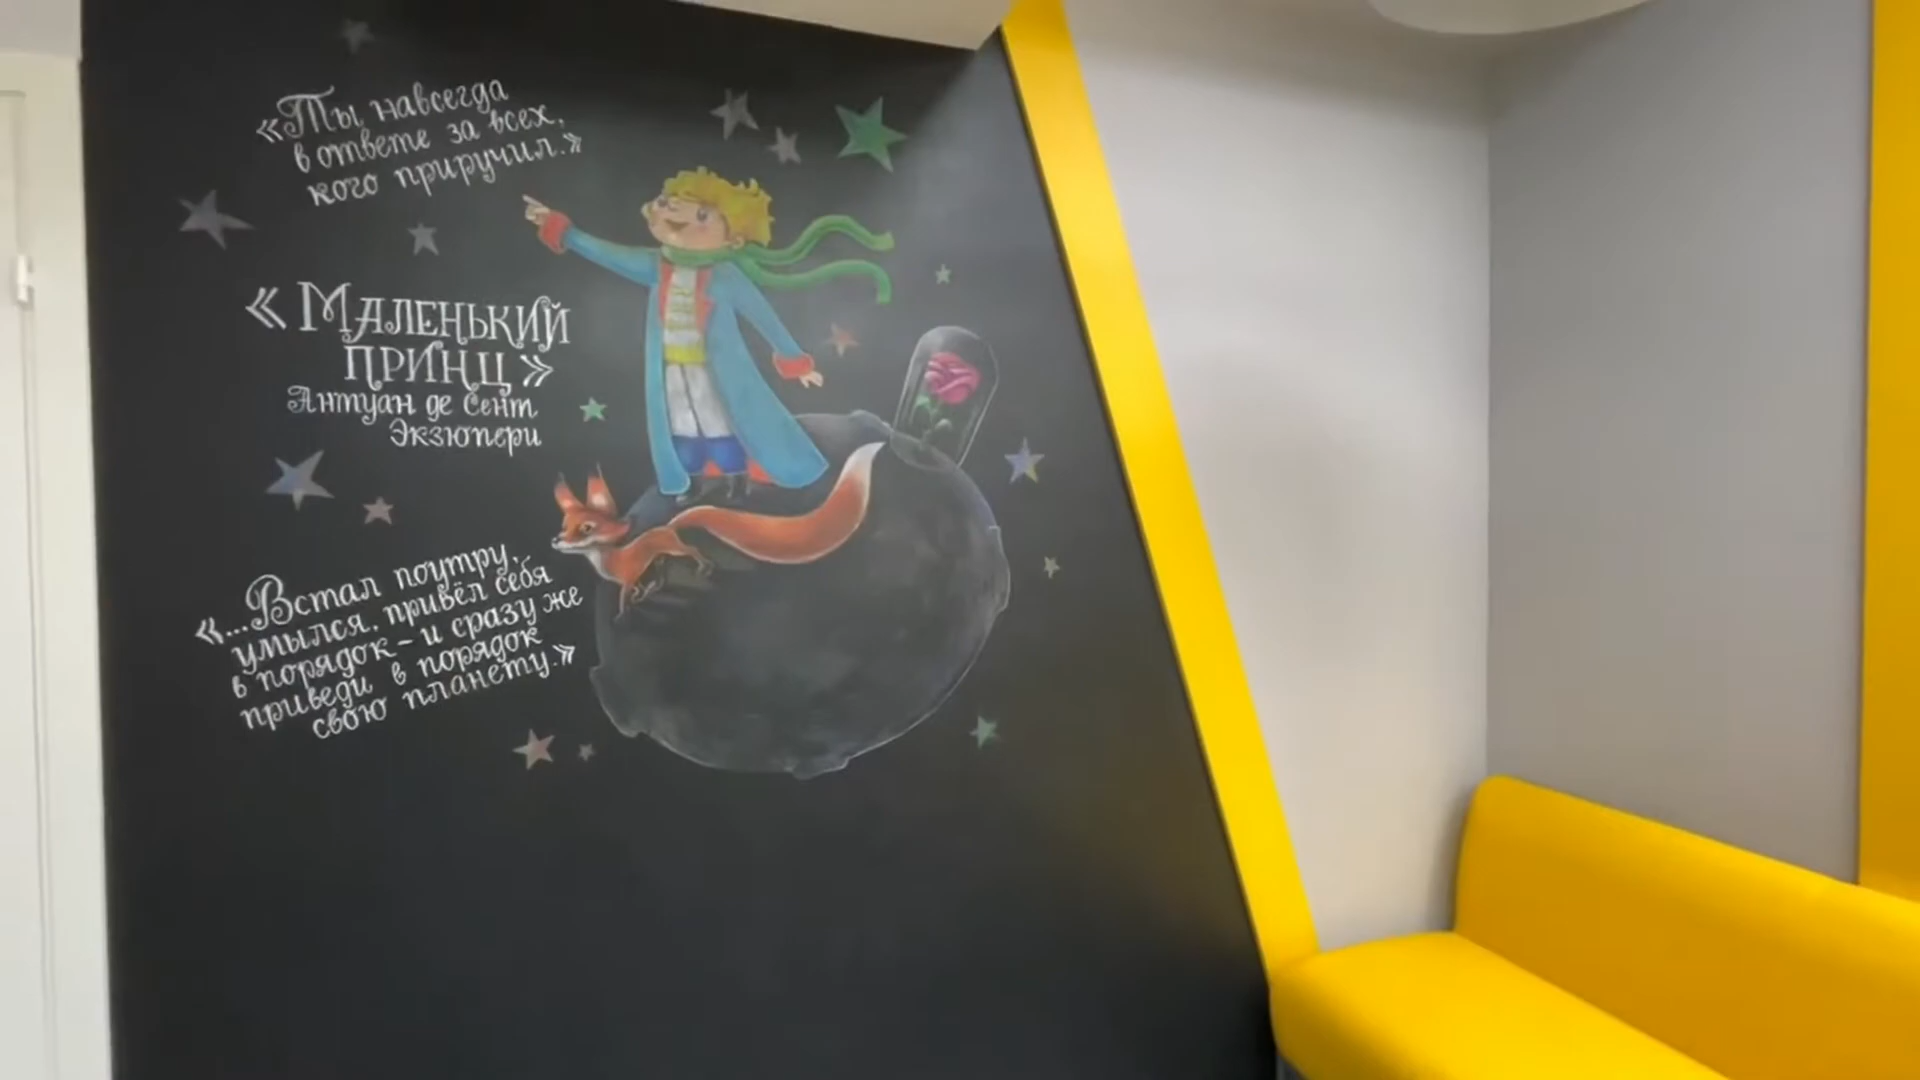 «Ты навсегда
в ответе за всех,
кого приручил.»
«Маленький
принц»
Антуан де Сент
Экзюпери
«...Встал поутру,
умылся, привёл себя
в порядок – и сразу же
приведи в порядок
свою планету.»